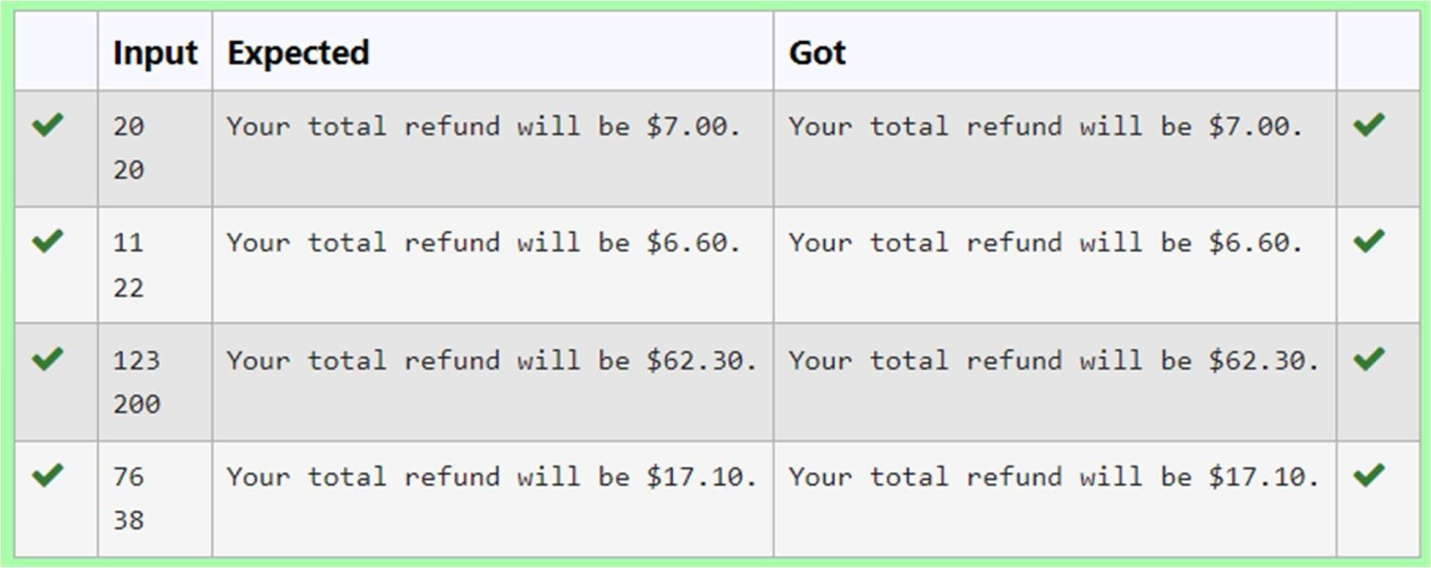 Input Expected Got
20 Your total refund will be $7.00. Your total refund will be $7.00.
20
11 Your total refund will be $6.60. Your total refund will be $6.60.
22
123 Your total refund will be $62.30. Your total refund will be $62.30.
200
76 Your total refund will be $17.10. Your total refund will be $17.10.
38